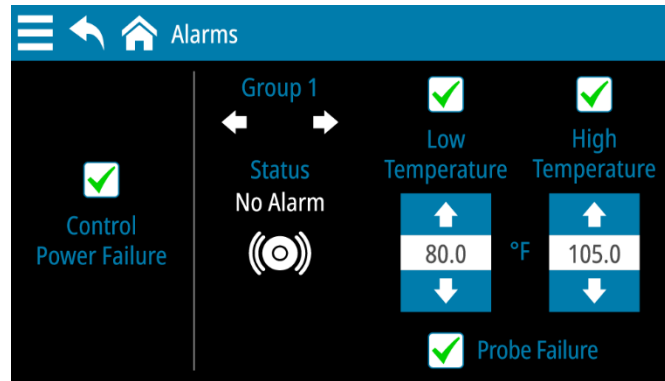 Alarms
Control
Power Failure
Group 1
Status
No Alarm
Low
Temperature
High
Temperature
80.0 °F 105.0
Probe Failure